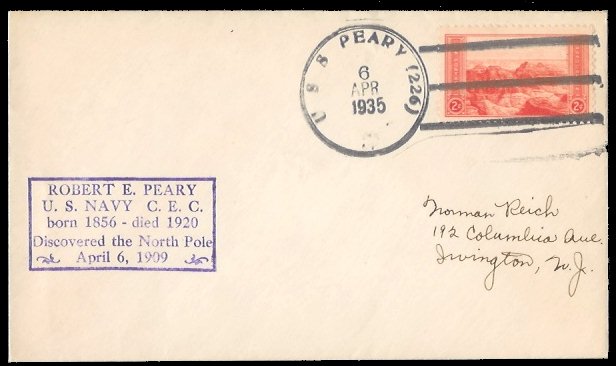 U S S PEARY (226)
6
APR
1935
2¢ 2¢
ROBERT E. PEARY
U. S. NAVY C. E. C.
born 1856 - died 1920
Discovered the North Pole
April 6, 1909
Norman Reich
192 Columbia Ave.
Irvington, N.J.